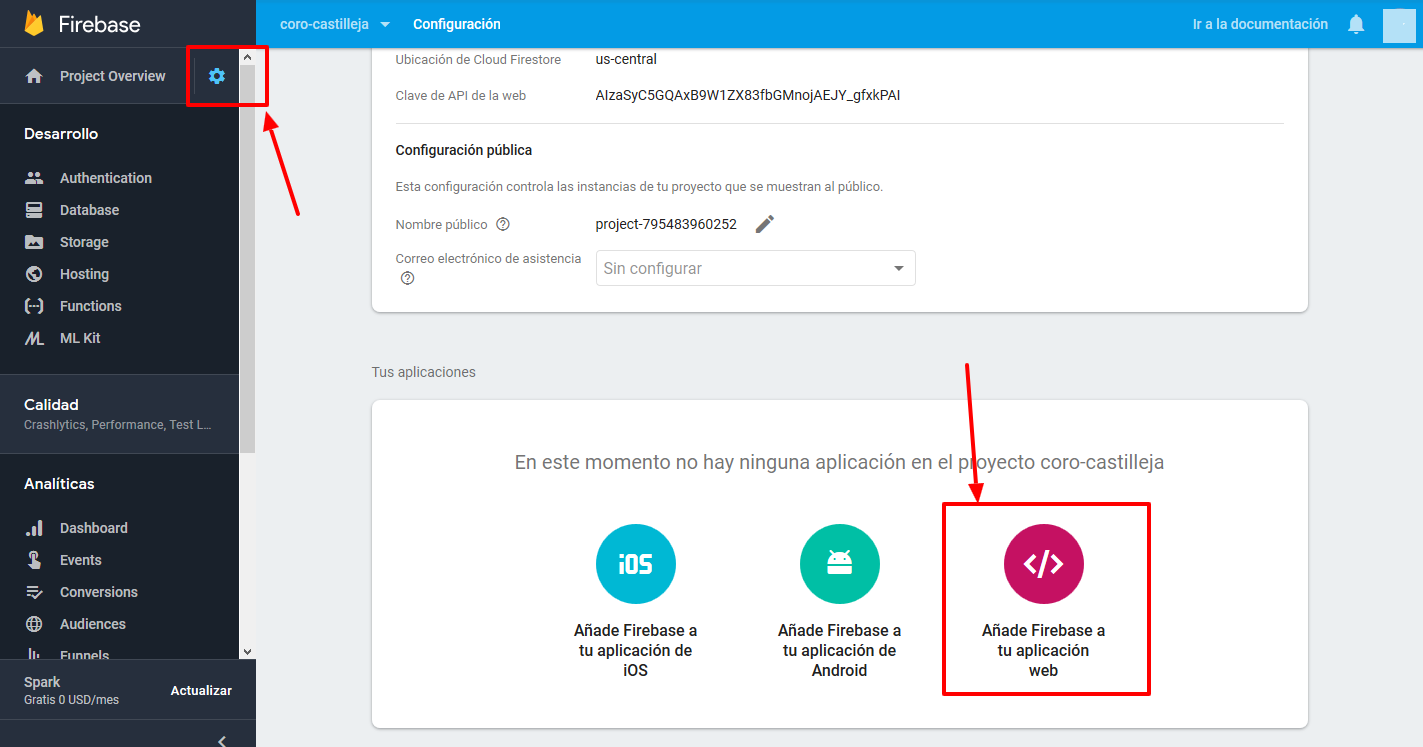 Firebase
coro-castilleja
Configuración
Ir a la documentación
Project Overview
Desarrollo
Authentication
Database
Storage
Hosting
Functions
ML Kit
Calidad
Crashlytics, Performance, Test L...
Analíticas
Dashboard
Events
Conversions
Audiences
Funnels
Spark
Gratis 0 USD/mes
Actualizar
Ubicación de Cloud Firestore
us-central
Clave de API de la web
AIzaSyC5GQAxB9W1ZX83fbGMnojAEJY_gfxkPAI
Configuración pública
Esta configuración controla las instancias de tu proyecto que se muestran al público.
Nombre público
project-795483960252
Correo electrónico de asistencia
Sin configurar
Tus aplicaciones
En este momento no hay ninguna aplicación en el proyecto coro-castilleja
iOS
Añade Firebase a
tu aplicación de
iOS
Añade Firebase a
tu aplicación de
Android
</>
Añade Firebase a
tu aplicación
web